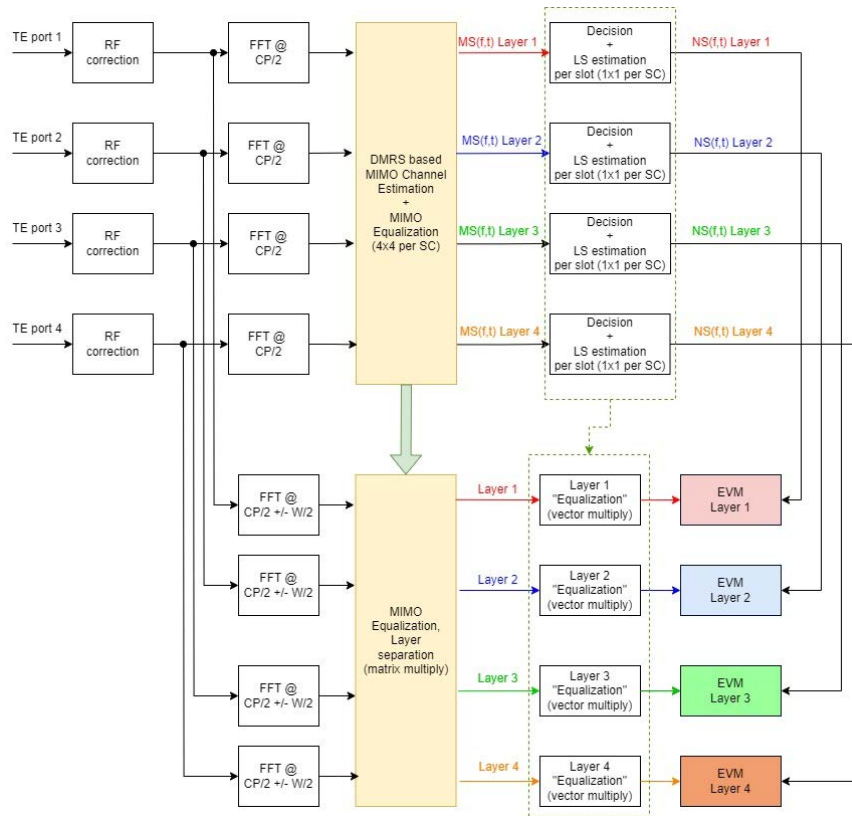 TE port 1
RF
correction
FFT @
CP/2
MS(f,t) Layer 1
Decision
+
LS estimation
per slot (1x1 per SC)
NS(f,t) Layer 1
TE port 2
RF
correction
FFT @
CP/2
MS(f,t) Layer 2
Decision
+
LS estimation
per slot (1x1 per SC)
NS(f,t) Layer 2
DMRS based
MIMO Channel
Estimation
+
MIMO
Equalization
(4x4 per SC)
TE port 3
RF
correction
FFT @
CP/2
MS(f,t) Layer 3
Decision
+
LS estimation
per slot (1x1 per SC)
NS(f,t) Layer 3
TE port 4
RF
correction
FFT @
CP/2
MS(f,t) Layer 4
Decision
+
LS estimation
per slot (1x1 per SC)
NS(f,t) Layer 4
FFT @
CP/2 +/- W/2
Layer 1
Layer 1
"Equalization"
(vector multiply)
EVM
Layer 1
FFT @
CP/2 +/- W/2
Layer 2
Layer 2
"Equalization"
(vector multiply)
EVM
Layer 2
MIMO
Equalization,
Layer
separation
(matrix multiply)
FFT @
CP/2 +/- W/2
Layer 3
Layer 3
"Equalization"
(vector multiply)
EVM
Layer 3
FFT @
CP/2 +/- W/2
Layer 4
Layer 4
"Equalization"
(vector multiply)
EVM
Layer 4